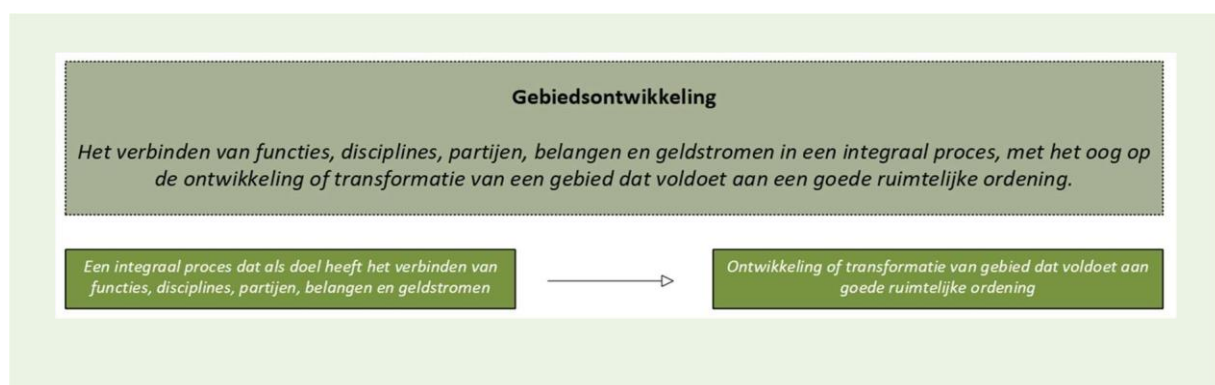 Gebiedsontwikkeling
Het verbinden van functies, disciplines, partijen, belangen en geldstromen in een integraal proces, met het oog op
de ontwikkeling of transformatie van een gebied dat voldoet aan een goede ruimtelijke ordening.
Een integraal proces dat als doel heeft het verbinden van
functies, disciplines, partijen, belangen en geldstromen
Ontwikkeling of transformatie van gebied dat voldoet aan
goede ruimtelijke ordening